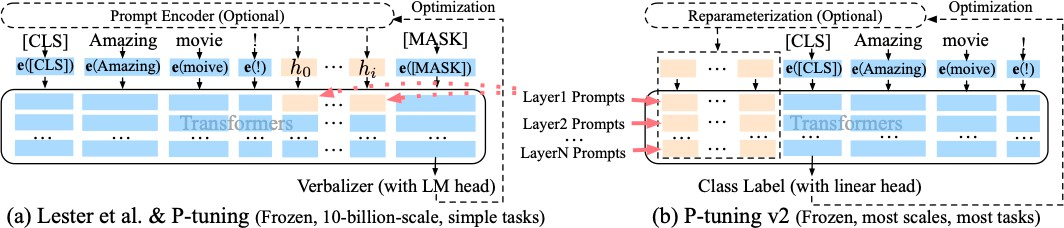 Prompt Encoder (Optional)
Optimization
[CLS] Amazing movie ! [MASK]
e([CLS]) e(Amazing) e(moive) e(!) h0 ... hi e([MASK])
...
Transformers
... ... ... ... ... ...
...
Verbalizer (with LM head)
(a) Lester et al. & P-tuning (Frozen, 10-billion-scale, simple tasks)
Layer1 Prompts
Layer2 Prompts
...
LayerN Prompts
Reparameterization (Optional)
Optimization
[CLS] Amazing movie !
... e([CLS]) e(Amazing) e(moive) e(!)
...
... Transformers
... ... ... ... ... ...
...
Class Label (with linear head)
(b) P-tuning v2 (Frozen, most scales, most tasks)